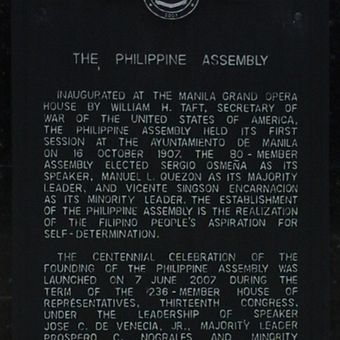 2007
THE PHILIPPINE ASSEMBLY
INAUGURATED AT THE MANILA GRAND OPERA
HOUSE BY WILLIAM H. TAFT, SECRETARY OF
WAR OF THE UNITED STATES OF AMERICA,
THE PHILIPPINE ASSEMBLY HELD ITS FIRST
SESSION AT THE AYUNTAMIENTO DE MANILA
ON 16 OCTOBER 1907. THE 80-MEMBER
ASSEMBLY ELECTED SERGIO OSMEÑA AS ITS
SPEAKER, MANUEL L. QUEZON AS ITS MAJORITY
LEADER, AND VICENTE SINGSON ENCARNACION
AS ITS MINORITY LEADER. THE ESTABLISHMENT
OF THE PHILIPPINE ASSEMBLY IS THE REALIZATION
OF THE FILIPINO PEOPLE'S ASPIRATION FOR
SELF-DETERMINATION.
THE CENTENNIAL CELEBRATION OF THE
FOUNDING OF THE PHILIPPINE ASSEMBLY WAS
LAUNCHED ON 7 JUNE 2007 DURING THE
TERM OF THE 236-MEMBER HOUSE OF
REPRESENTATIVES, THIRTEENTH CONGRESS,
UNDER THE LEADERSHIP OF SPEAKER
JOSE C. DE VENECIA, JR., MAJORITY LEADER
PROSPERO C. NOGRALES AND MINORITY